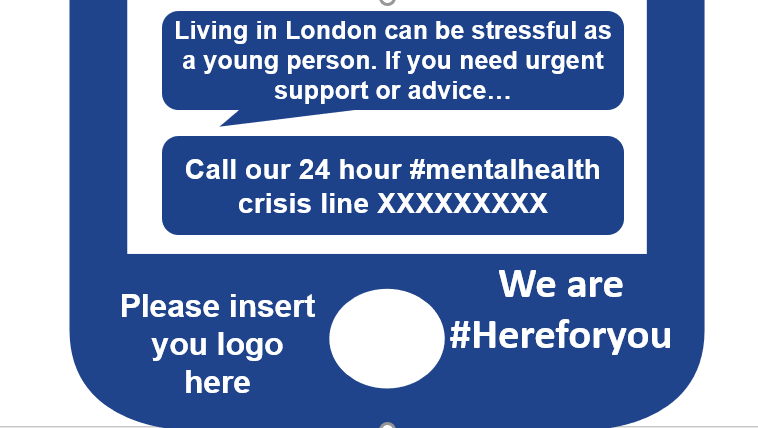 Living in London can be stressful as
a young person. If you need urgent
support or advice…
Call our 24 hour #mentalhealth
crisis line XXXXXXXXX
Please insert
you logo
here
We are
#Hereforyou